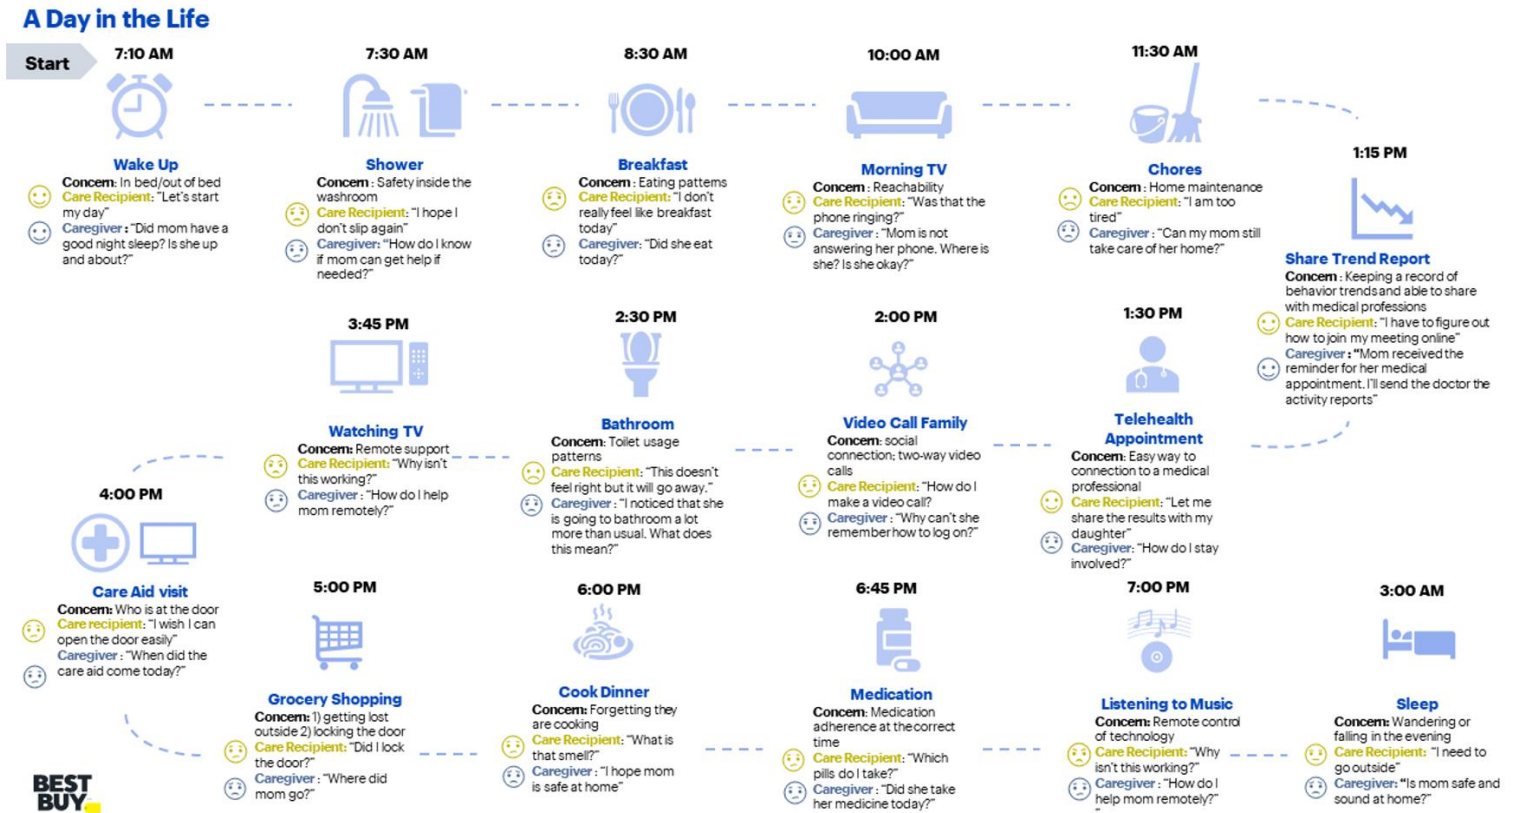 A Day in the Life
Start
7:10 AM
Wake Up
Concern: In bed/out of bed
Care Recipient: “Let’s start
my day”
Caregiver : “Did mom have a
good night sleep? Is she up
and about?”
7:30 AM
Shower
Concern : Safety inside the
washroom
Care Recipient: “I hope I
don’t slip again”
Caregiver: “How do I know
if mom can get help if
needed?”
8:30 AM
Breakfast
Concern : Eating patterns
Care Recipient: “I don’t
really feel like breakfast
today”
Caregiver: “Did she eat
today?”
10:00 AM
Morning TV
Concern : Reachability
Care Recipient: “Was that the
phone ringing?”
Caregiver : “Mom is not
answering her phone. Where is
she? Is she okay?”
11:30 AM
Chores
Concern : Home maintenance
Care Recipient: “I am too
tired”
Caregiver : “Can my mom still
take care of her home?”
1:15 PM
Share Trend Report
Concern : Keeping a record of
behavior trends and able to share
with medical professions
Care Recipient: “I have to figure out
how to join my meeting online”
Caregiver : “Mom received the
reminder for her medical
appointment. I’ll send the doctor the
activity reports”
1:30 PM
Telehealth
Appointment
Concern: Easy way to
connection to a medical
professional
Care Recipient: “Let me
share the results with my
daughter”
Caregiver: “How do I stay
involved?”
2:00 PM
Video Call Family
Concern: social
connection; two-way video
calls
Care Recipient: “How do I
make a video call?
Caregiver : “Why can’t she
remember how to log on?”
2:30 PM
Bathroom
Concern: Toilet usage
patterns
Care Recipient: “This doesn’t
feel right but it will go away.”
Caregiver : “I noticed that she
is going to bathroom a lot
more than usual. What does
this mean?”
3:45 PM
Watching TV
Concern: Remote support
Care Recipient: “Why isn’t
this working?”
Caregiver : “How do I help
mom remotely?”
4:00 PM
Care Aid visit
Concern: Who is at the door
Care recipient: “I wish I can
open the door easily”
Caregiver : “When did the
care aid come today?”
5:00 PM
Grocery Shopping
Concern: 1) getting lost
outside 2) locking the door
Care Recipient: “Did I lock
the door?”
Caregiver : “Where did
mom go?”
6:00 PM
Cook Dinner
Concern: Forgetting they
are cooking
Care Recipient: “What is
that smell?”
Caregiver : “I hope mom
is safe at home”
6:45 PM
Medication
Concern: Medication
adherence at the correct
time
Care Recipient: “Which
pills do I take?”
Caregiver : “Did she take
her medicine today?”
7:00 PM
Listening to Music
Concern: Remote control
of technology
Care Recipient: “Why
isn’t this working?”
Caregiver: “How do I
help mom remotely?”
”
3:00 AM
Sleep
Concern: Wandering or
falling in the evening
Care Recipient: “I need to
go outside”
Caregiver: “Is mom safe and
sound at home?”
BEST
BUY